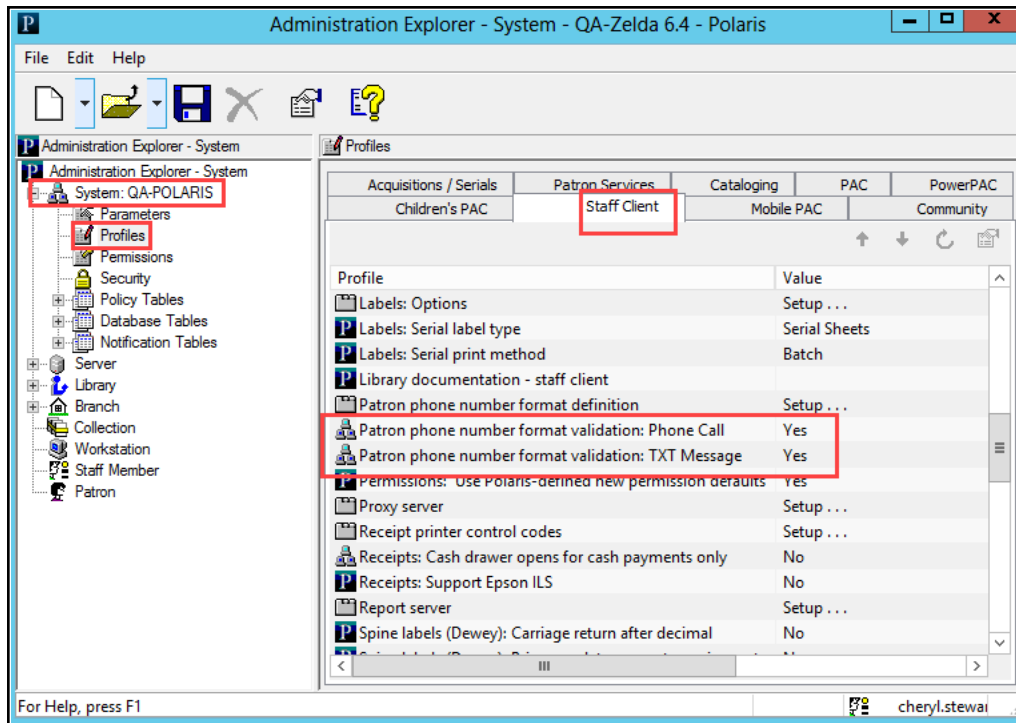 Administration Explorer - System - QA-Zelda 6.4 - Polaris
File Edit Help
Administration Explorer - System
Administration Explorer - System
System: QA-POLARIS
Parameters
Profiles
Permissions
Security
Policy Tables
Database Tables
Notification Tables
Server
Library
Branch
Collection
Workstation
Staff Member
Patron
Profiles
Acquisitions / Serials Patron Services Cataloging PAC PowerPAC
Children's PAC Staff Client Mobile PAC Community
Profile Value
Labels: Options Setup . . .
Labels: Serial label type Serial Sheets
Labels: Serial print method Batch
Library documentation - staff client
Patron phone number format definition Setup . . .
Patron phone number format validation: Phone Call Yes
Patron phone number format validation: TXT Message Yes
Permissions: Use Polaris-defined new permission defaults Yes
Proxy server Setup . . .
Receipt printer control codes Setup . . .
Receipts: Cash drawer opens for cash payments only No
Receipts: Support Epson ILS No
Report server Setup . . .
Spine labels (Dewey): Carriage return after decimal No
For Help, press F1 cheryl.stewar